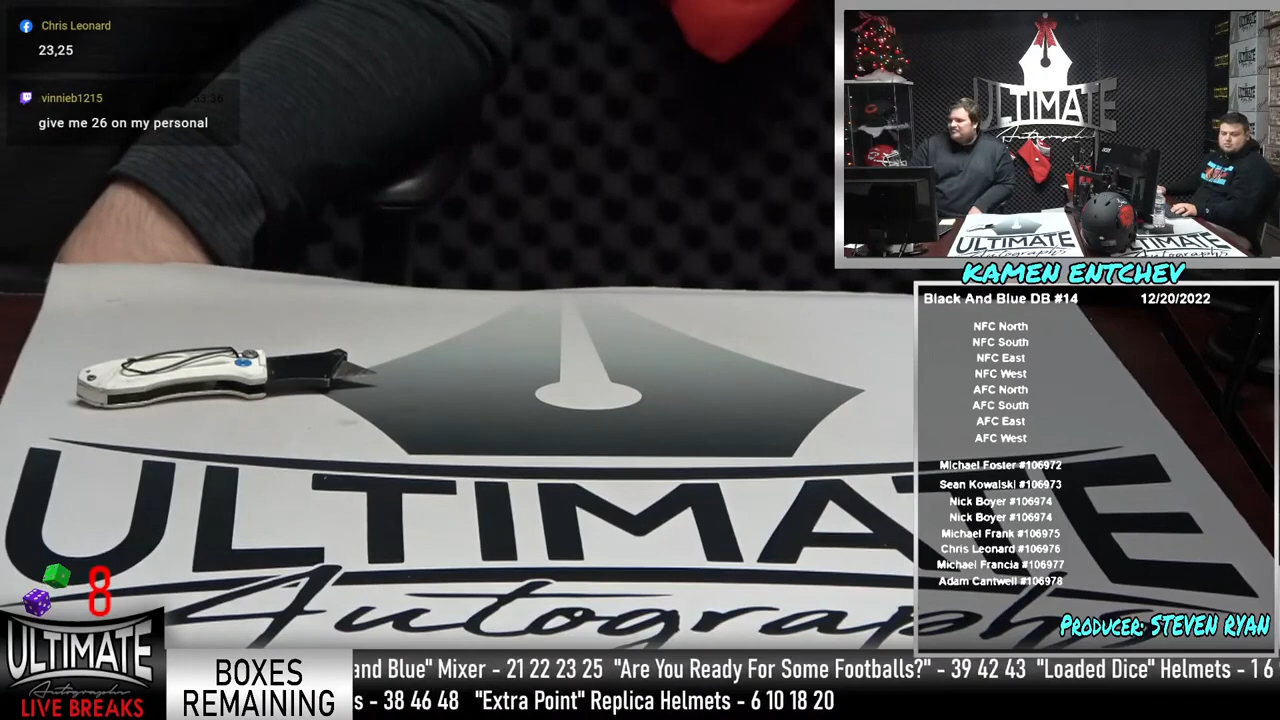 Chris Leonard
23,25
vinnieb1215
give me 26 on my personal
ULTIMATE
Autographs
ULTIMATE
Autographs
ULTIMATE
Autographs
KAMEN ENTCHEV
Black And Blue DB #14 12/20/2022
NFC North
NFC South
NFC East
NFC West
AFC North
AFC South
AFC East
AFC West
Michael Foster #106972
Sean Kowalski #106973
Nick Boyer #106974
Nick Boyer #106974
Michael Frank #106975
Chris Leonard #106976
Michael Francia #106977
Adam Cantwell #106978
Producer: STEVEN RYAN
ULTIMATE
Autographs
8
ULTIMATE
Autographs
LIVE BREAKS
BOXES
REMAINING
and Blue" Mixer - 21 22 23 25 "Are You Ready For Some Footballs?" - 39 42 43 "Loaded Dice" Helmets - 1 6
s - 38 46 48 "Extra Point" Replica Helmets - 6 10 18 20